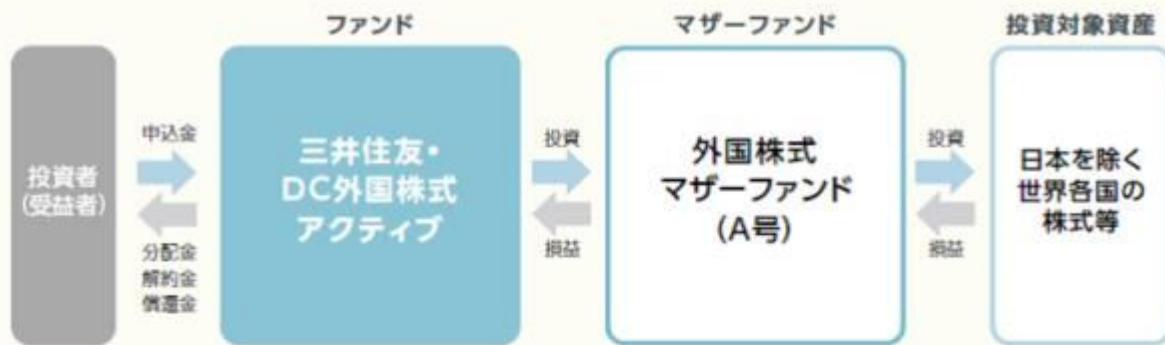 ファンド
マザーファンド
投資対象資産
投資者
(受益者)
申込金
分配金
解約金
償還金
三井住友・
DC外国株式
アクティブ
投資
損益
外国株式
マザーファンド
(A号)
投資
損益
日本を除く
世界各国の
株式等